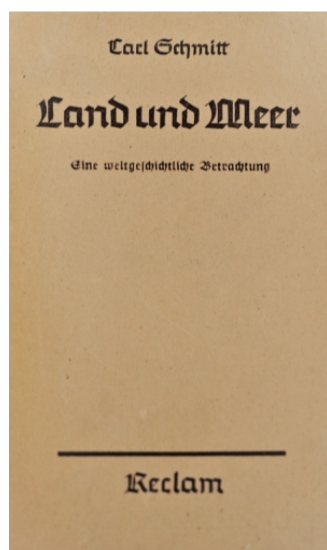 Carl Schmitt
Land und Meer
Eine weltgeschichtliche Betrachtung
Reclam